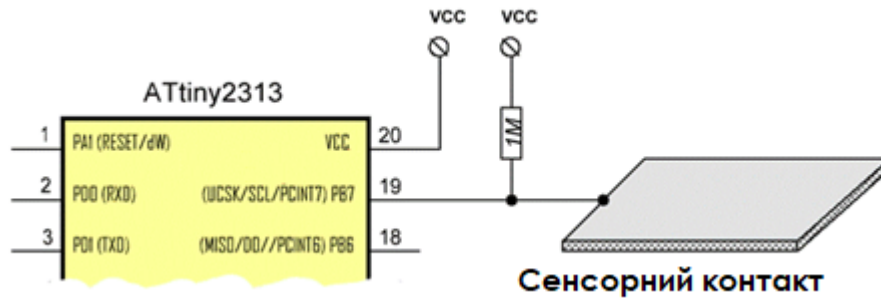 VCC VCC
ATtiny2313
1 PA1 (RESET/dW) VCC 20
2 PD0 (RXD) (UCSK/SCL/PCINT7) PB7 19
3 PD1 (TXD) (MISO/DO//PCINT6) PB6 18
1M
Сенсорний контакт